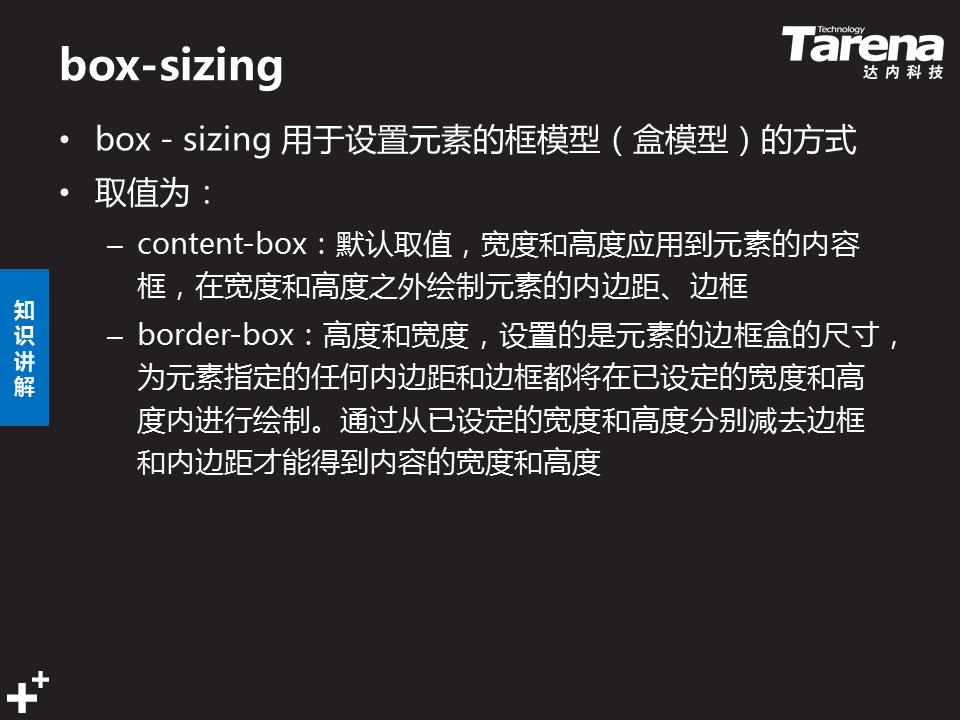 Technology
Tarena
达内科技
box-sizing
• box - sizing 用于设置元素的框模型（盒模型）的方式
• 取值为：
– content-box：默认取值，宽度和高度应用到元素的内容
框，在宽度和高度之外绘制元素的内边距、边框
– border-box：高度和宽度，设置的是元素的边框盒的尺寸，
为元素指定的任何内边距和边框都将在已设定的宽度和高
度内进行绘制。通过从已设定的宽度和高度分别减去边框
和内边距才能得到内容的宽度和高度
知
识
讲
解